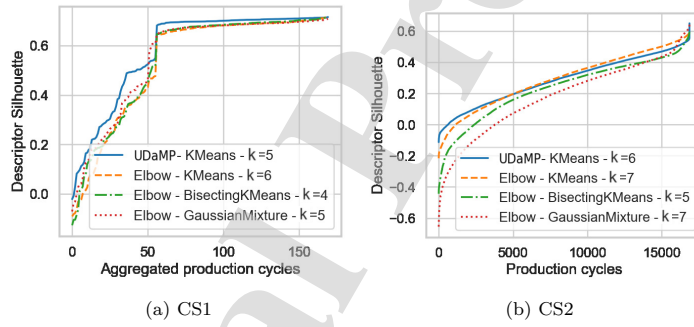 Descriptor Silhouette
0.6
0.4
0.2
0.0
UDaMP- KMeans - k=5
Elbow - KMeans - k=6
Elbow - BisectingKMeans - k=4
Elbow - GaussianMixture - k=5
0 50 100 150
Aggregated production cycles
(a) CS1
Descriptor Silhouette
0.6
0.4
0.2
0.0
−0.2
−0.4
−0.6
UDaMP- KMeans - k=6
Elbow - KMeans - k=7
Elbow - BisectingKMeans - k=5
Elbow - GaussianMixture - k=7
0 5000 10000 15000
Production cycles
(b) CS2